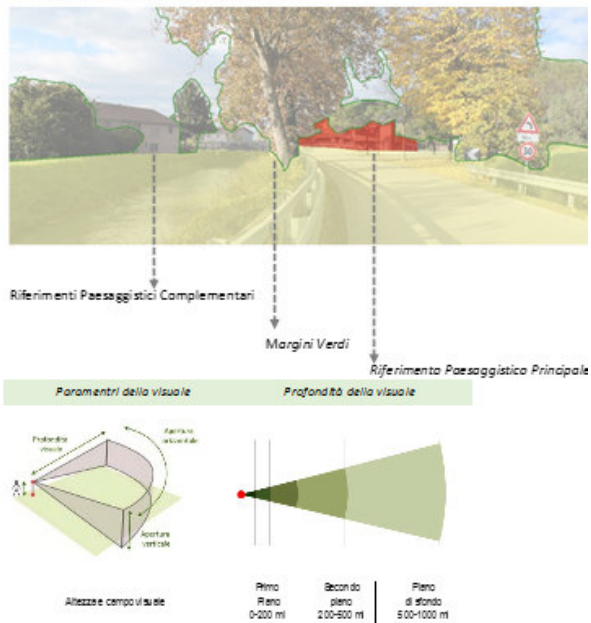 Riferimenti Paesaggistici Complementari
Margini Verdi
Riferimento Paesaggistico Principale
Paramentri della visuale
Profondità della visuale
Profondità
visuale
Apertura
orizzontale
Apertura
verticale
Altezza e campo visuale
Primo
Piano
0-200 ml
Secondo
piano
200-500 ml
Piano
di sfondo
500-1000 ml